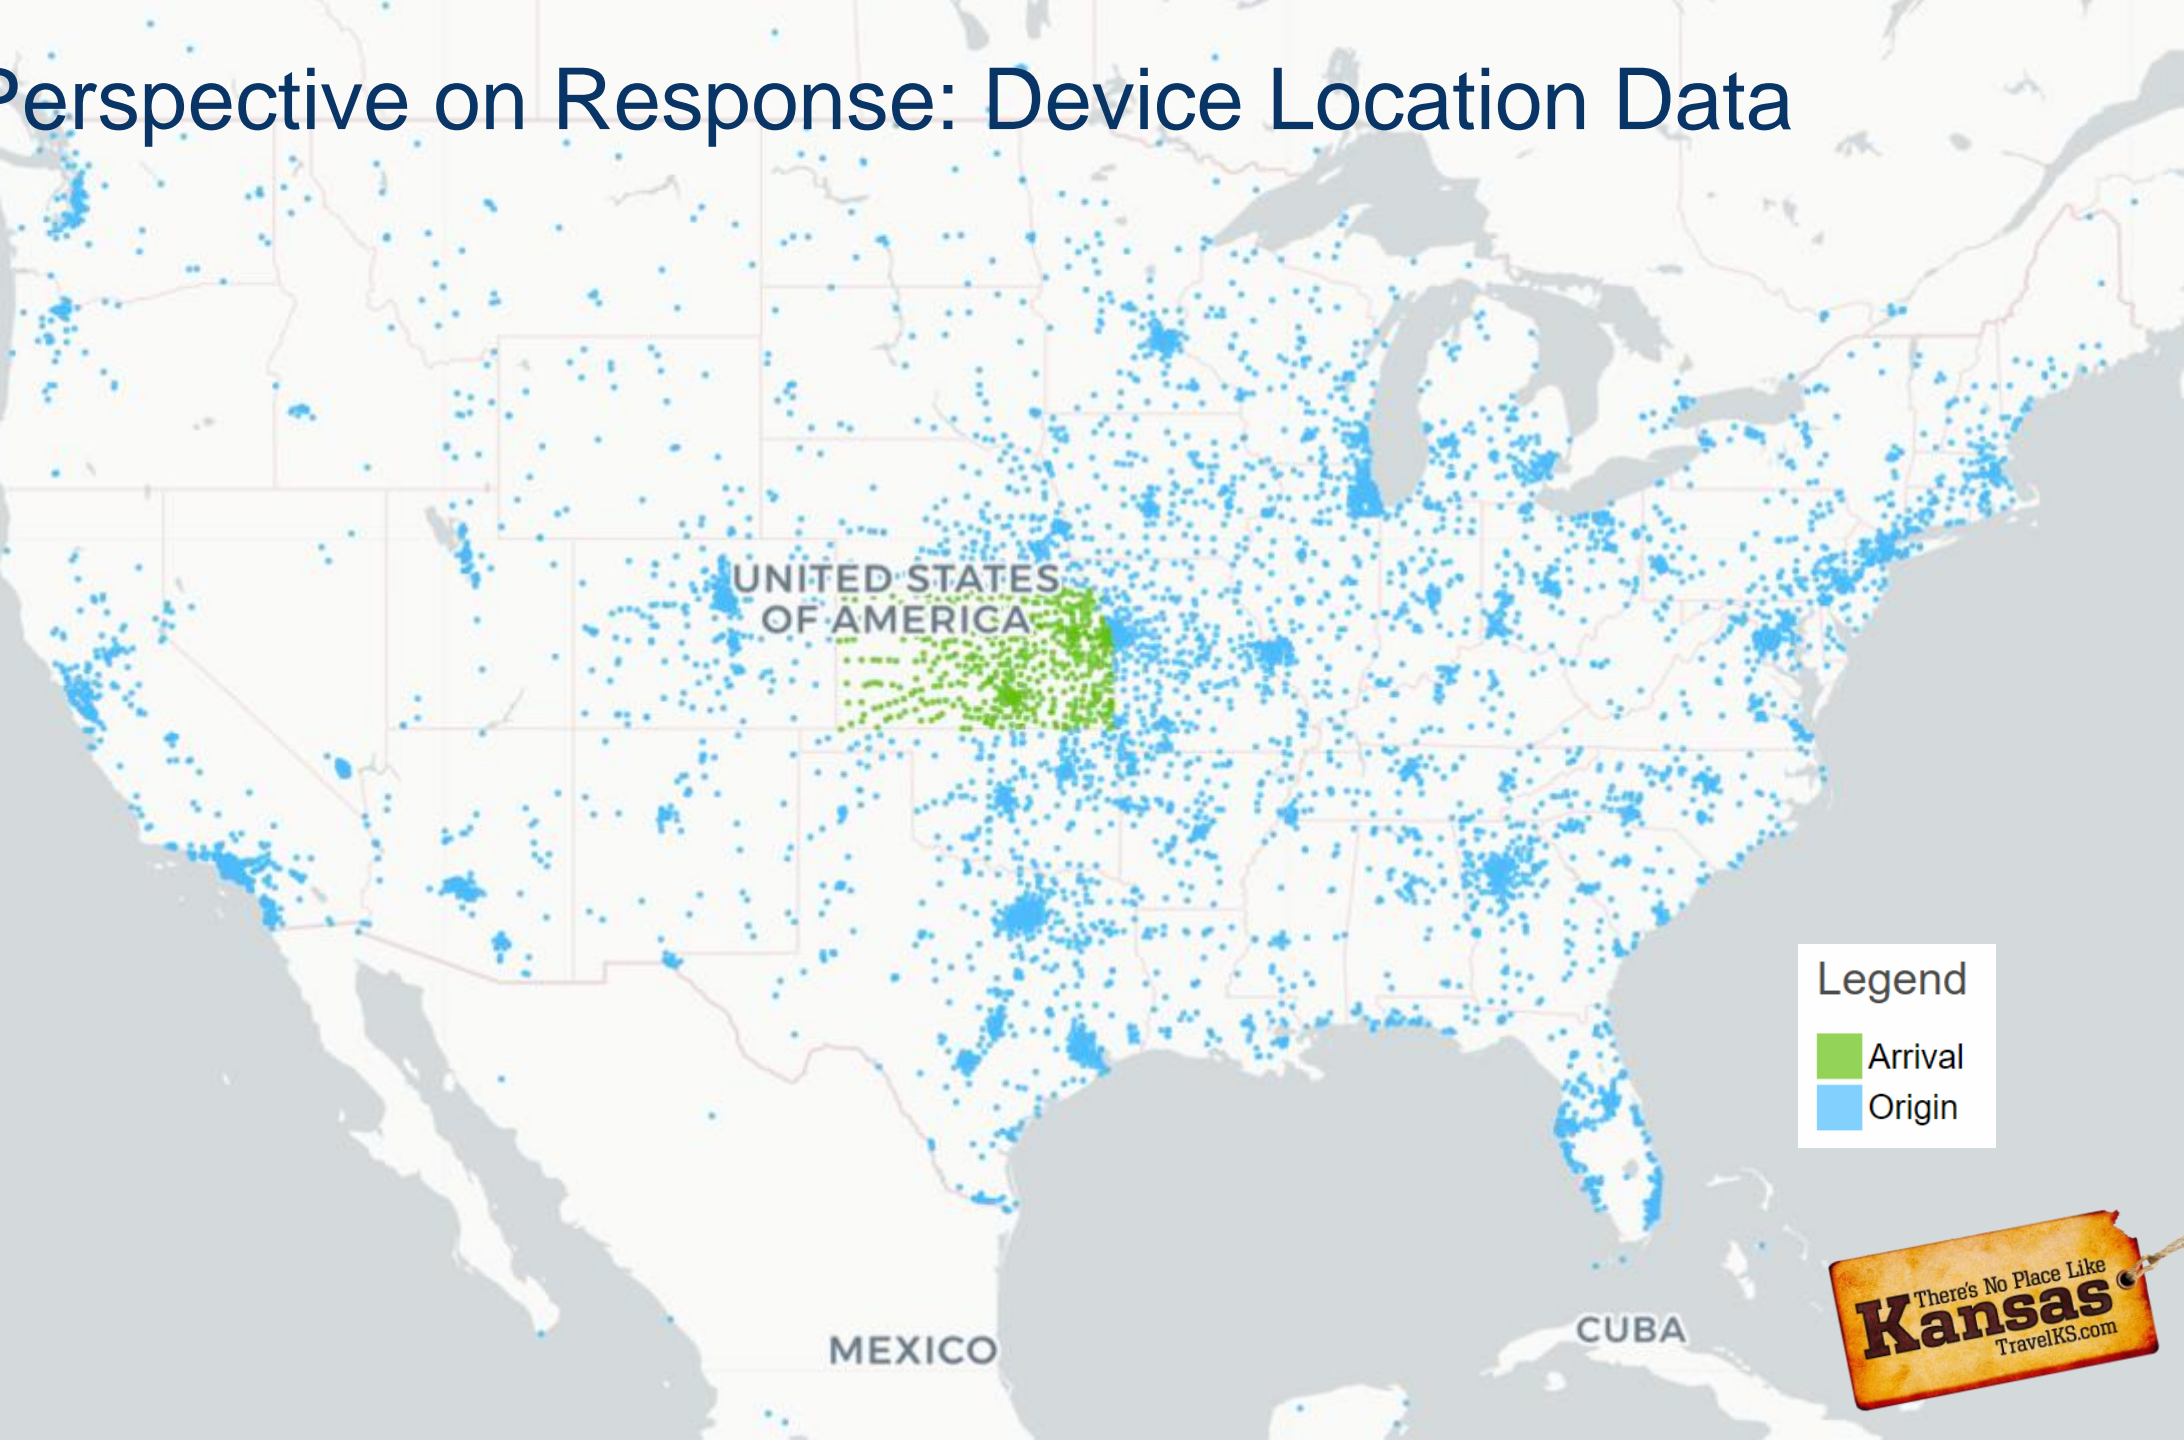 Perspective on Response: Device Location Data
UNITED STATES
OF AMERICA
Legend
Arrival
Origin
MEXICO
CUBA
There's No Place Like
Kansas
TravelKS.com